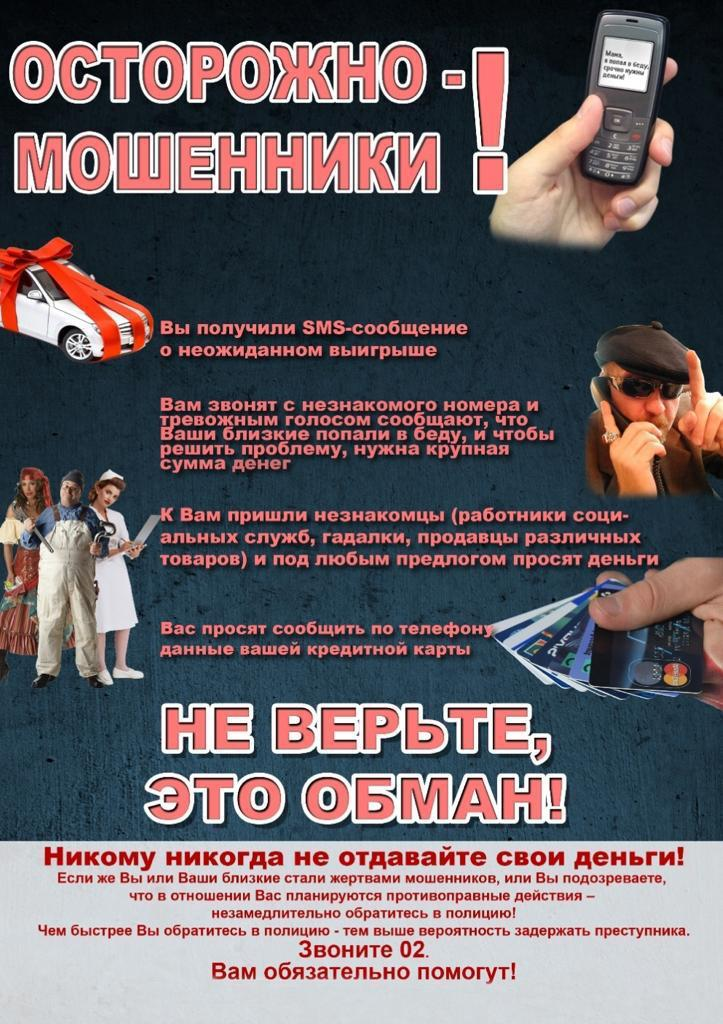 ОСТОРОЖНО - !
МОШЕННИКИ
Мама,
я попал в беду,
срочно нужны
деньги!
Вы получили SMS-сообщение
о неожиданном выигрыше
Вам звонят с незнакомого номера и
тревожным голосом сообщают, что
Ваши близкие попали в беду, и чтобы
решить проблему, нужна крупная
сумма денег
К Вам пришли незнакомцы (работники соци-
альных служб, гадалки, продавцы различных
товаров) и под любым предлогом просят деньги
Вас просят сообщить по телефону
данные вашей кредитной карты
НЕ ВЕРЬТЕ,
ЭТО ОБМАН!
Никому никогда не отдавайте свои деньги!
Если же Вы или Ваши близкие стали жертвами мошенников, или Вы подозреваете,
что в отношении Вас планируются противоправные действия –
незамедлительно обратитесь в полицию!
Чем быстрее Вы обратитесь в полицию - тем выше вероятность задержать преступника.
Звоните 02.
Вам обязательно помогут!